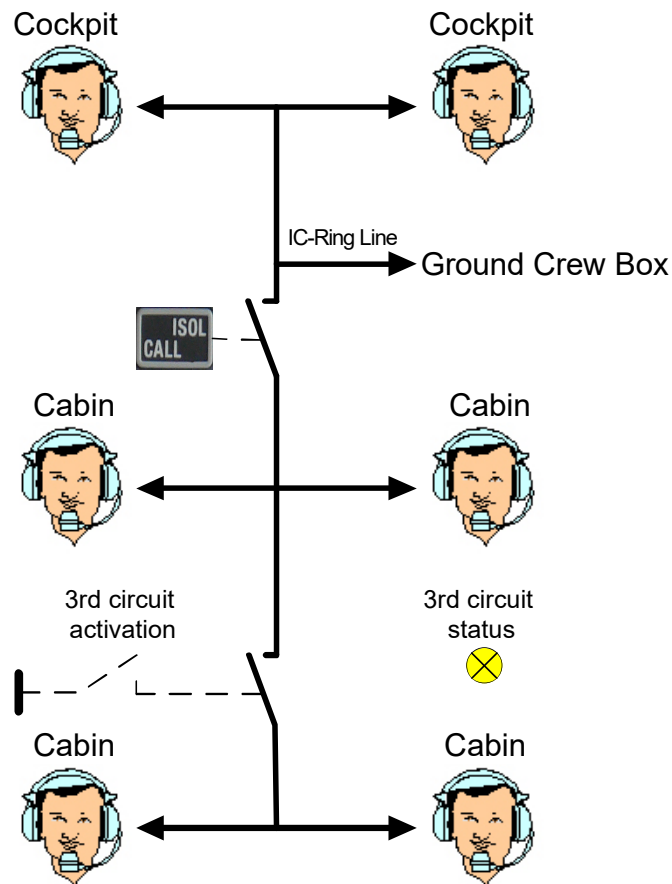 Cockpit
Cockpit
IC-Ring Line
Ground Crew Box
ISOL
CALL
Cabin
Cabin
3rd circuit
activation
3rd circuit
status
Cabin
Cabin